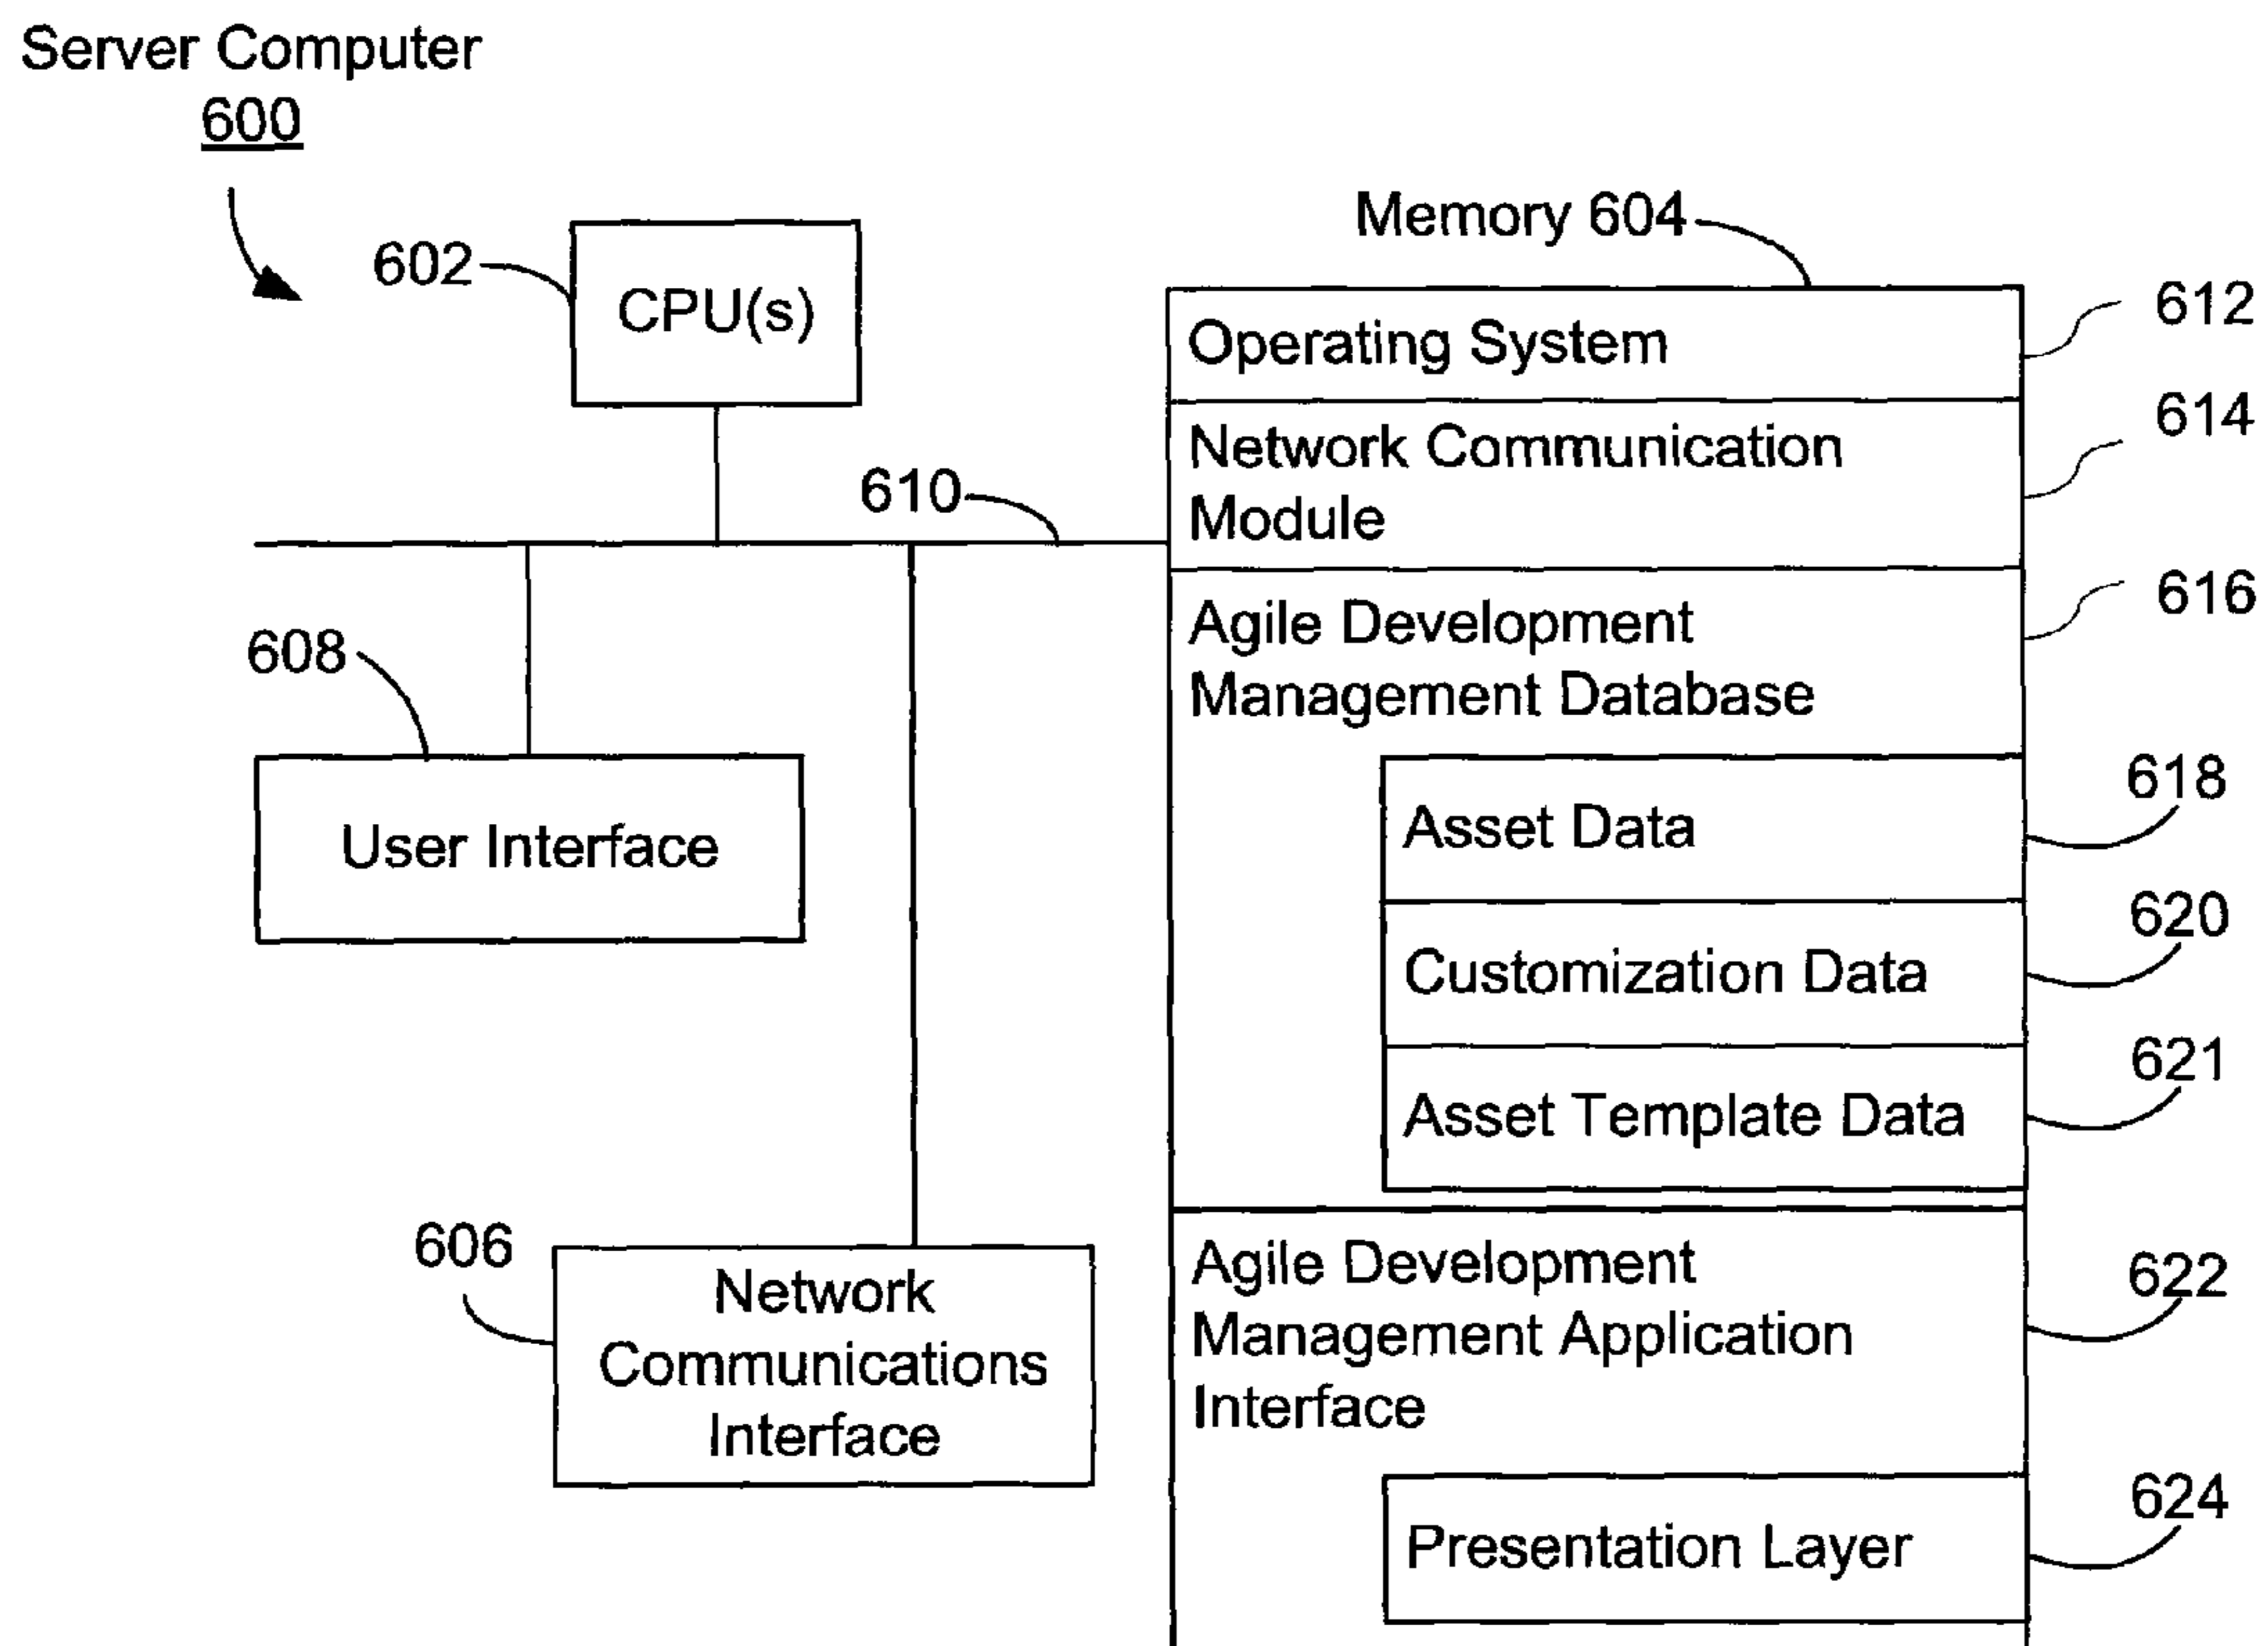 Server Computer
600
602
CPU(s)
610
608
User Interface
606
Network
Communications
Interface
Memory 604
Operating System
612
Network Communication
Module
614
Agile Development
Management Database
616
Asset Data
618
Customization Data
620
Asset Template Data
621
Agile Development
Management Application
Interface
622
Presentation Layer
624